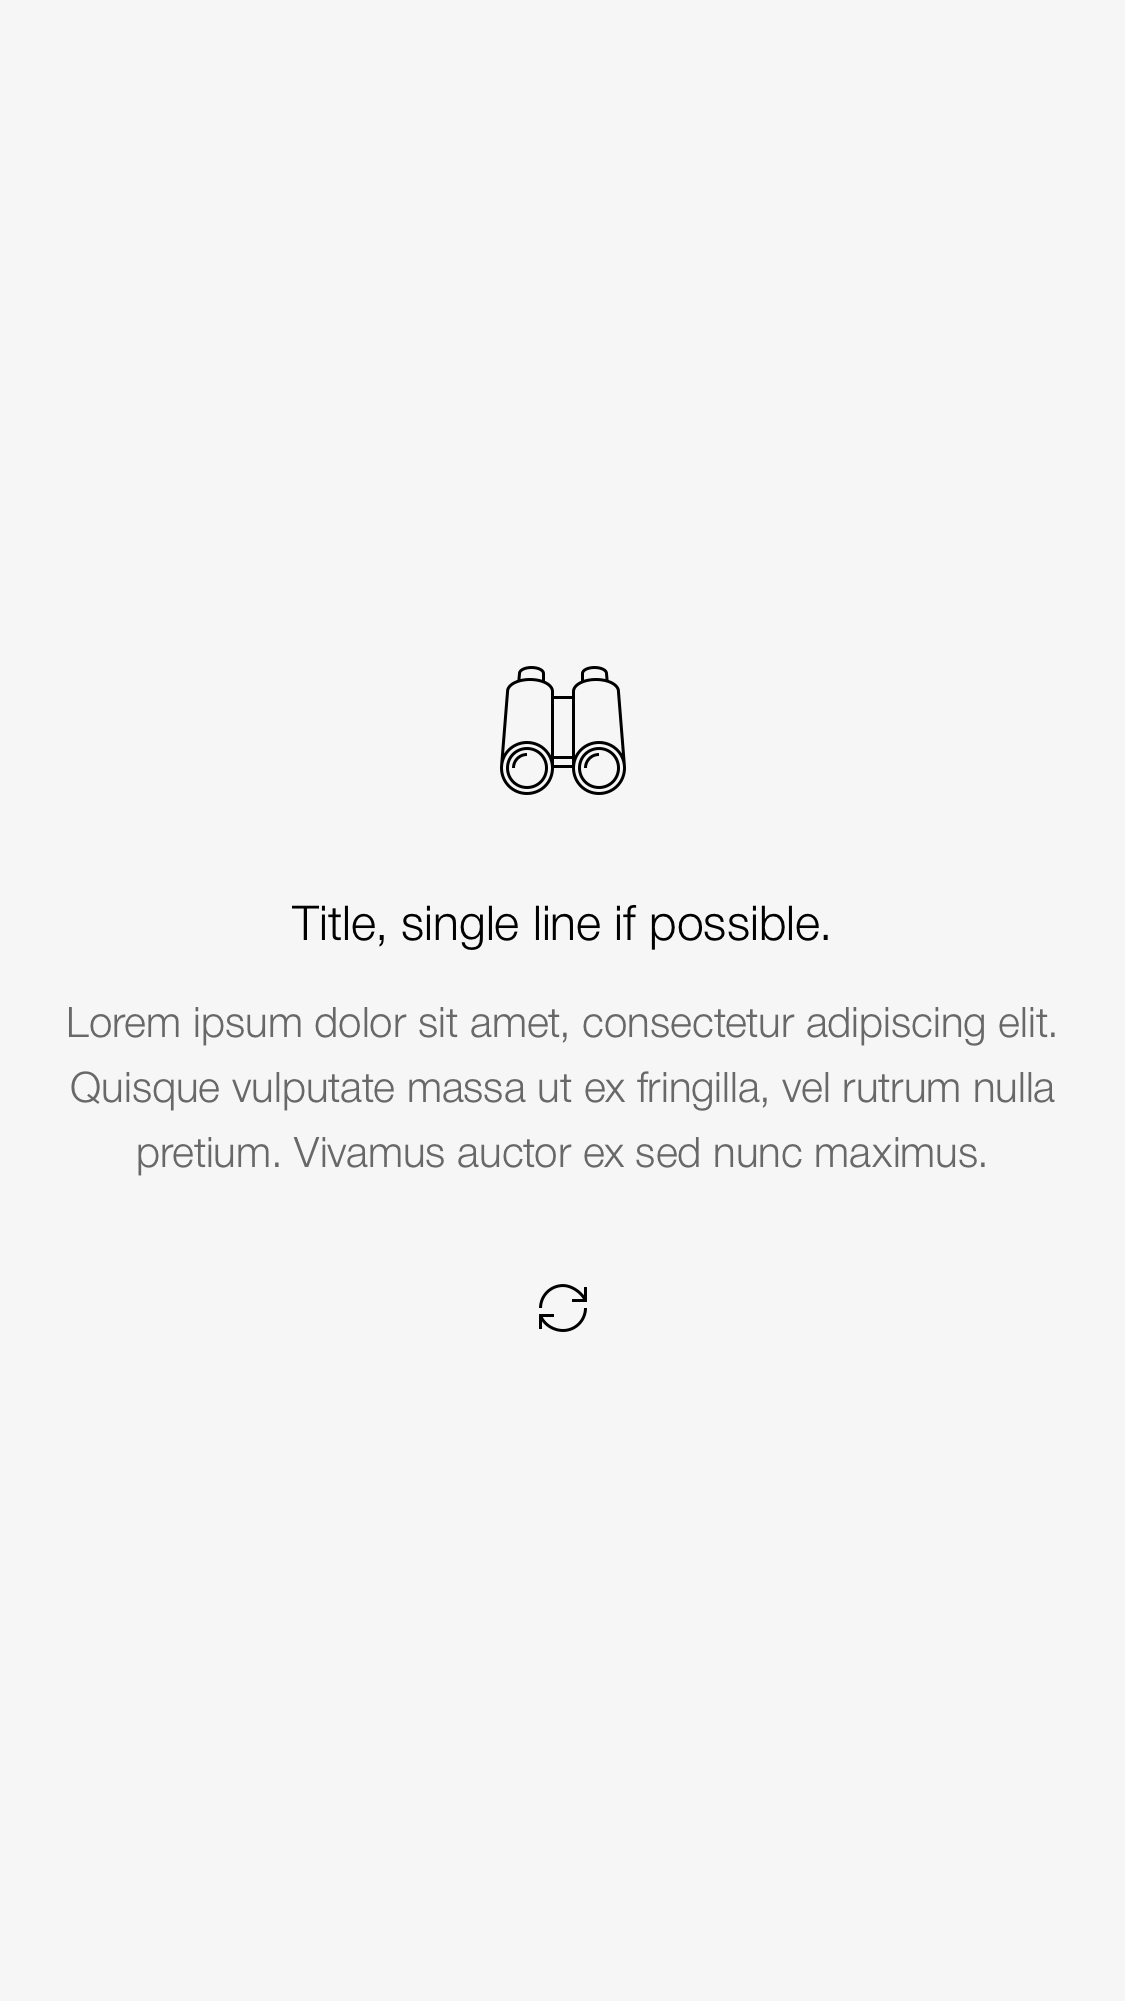 Title, single line if possible.
Lorem ipsum dolor sit amet, consectetur adipiscing elit.
Quisque vulputate massa ut ex fringilla, vel rutrum nulla
pretium. Vivamus auctor ex sed nunc maximus.